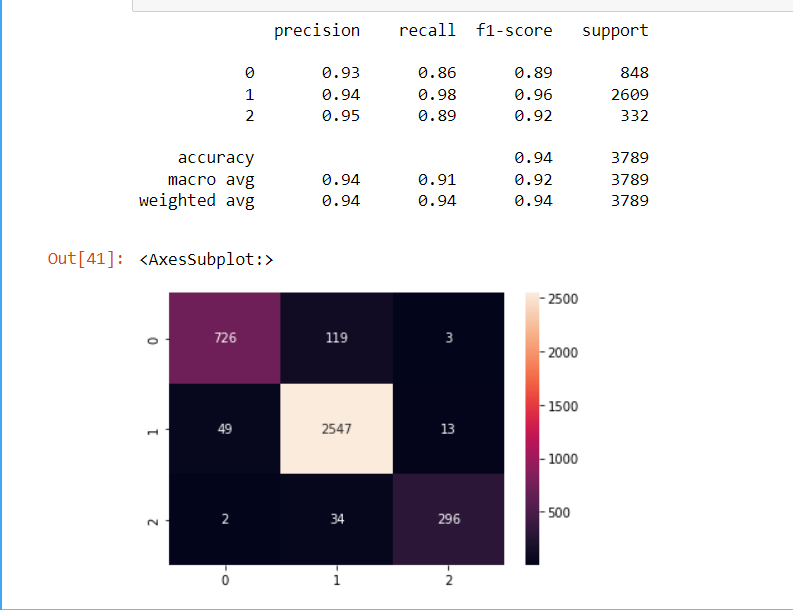 precision recall f1-score support
0 0.93 0.86 0.89 848
1 0.94 0.98 0.96 2609
2 0.95 0.89 0.92 332
accuracy 0.94 3789
macro avg 0.94 0.91 0.92 3789
weighted avg 0.94 0.94 0.94 3789
Out[41]: <AxesSubplot:>
0 726 119 3
1 49 2547 13
2 2 34 296
0 1 2
2500
2000
1500
1000
500